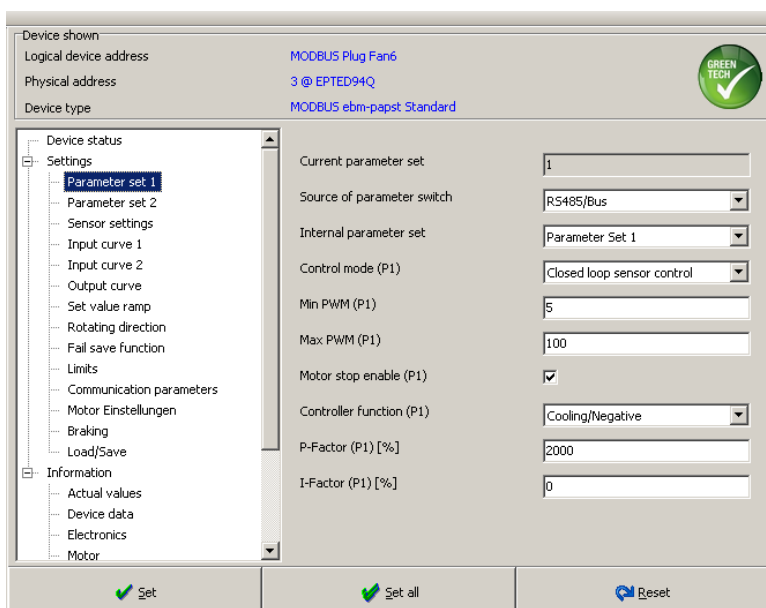 Device shown
Logical device address MODBUS Plug Fan6
Physical address 3 @ EPTED94Q
Device type MODBUS ebm-papst Standard
GREEN
TECH
Device status
Settings
Parameter set 1
Parameter set 2
Sensor settings
Input curve 1
Input curve 2
Output curve
Set value ramp
Rotating direction
Fail save function
Limits
Communication parameters
Motor Einstellungen
Braking
Load/Save
Information
Actual values
Device data
Electronics
Motor
Current parameter set 1
Source of parameter switch RS485/Bus
Internal parameter set Parameter Set 1
Control mode (P1) Closed loop sensor control
Min PWM (P1) 5
Max PWM (P1) 100
Motor stop enable (P1)
Controller function (P1) Cooling/Negative
P-Factor (P1) [%] 2000
I-Factor (P1) [%] 0
Set Set all Reset